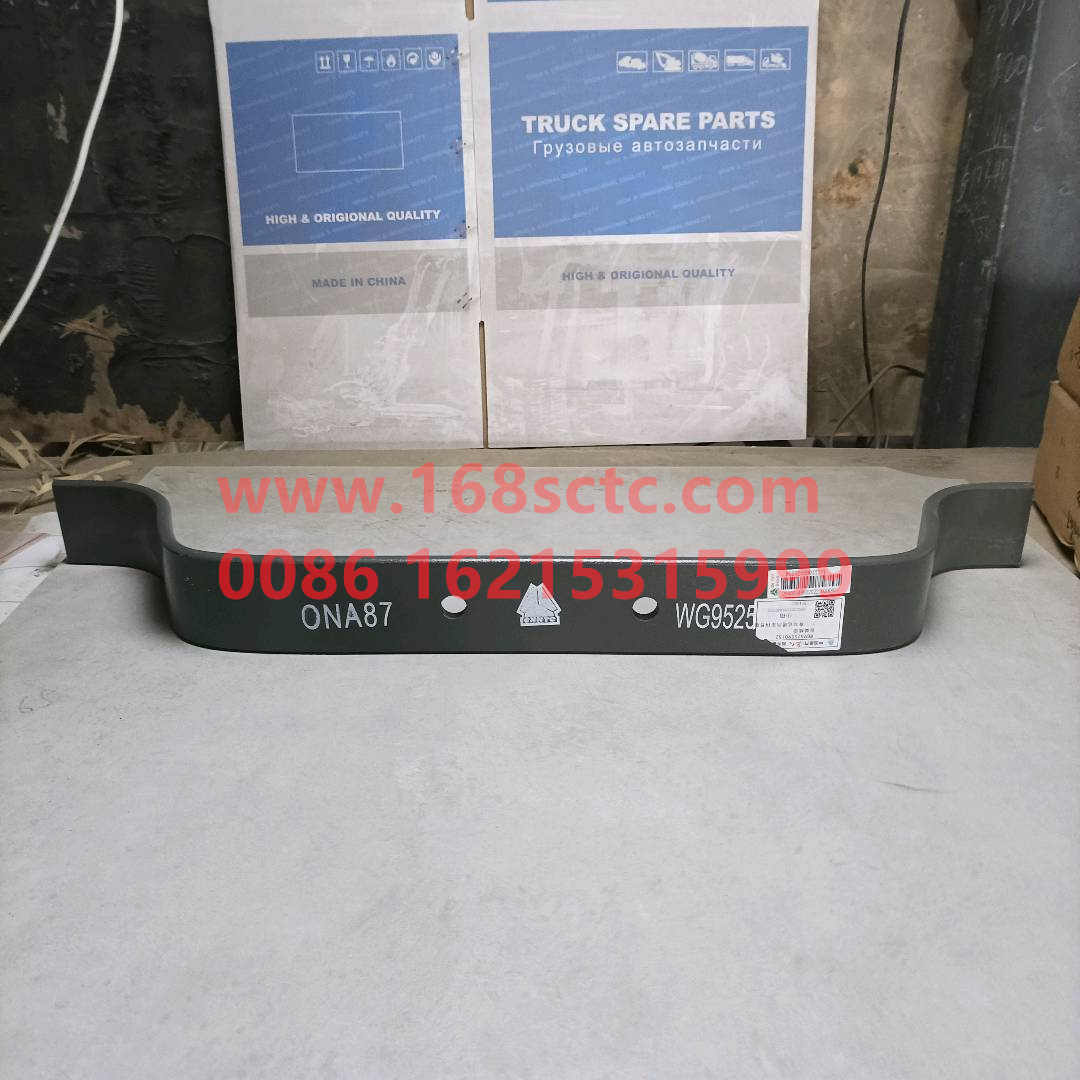 TRUCK SPARE PARTS
Грузовые автозапчасти
HIGH & ORIGIONAL QUALITY
MADE IN CHINA
HIGH & ORIGIONAL QUALITY
www.168sctc.com
0086 16215315999
ONA87
WG9525